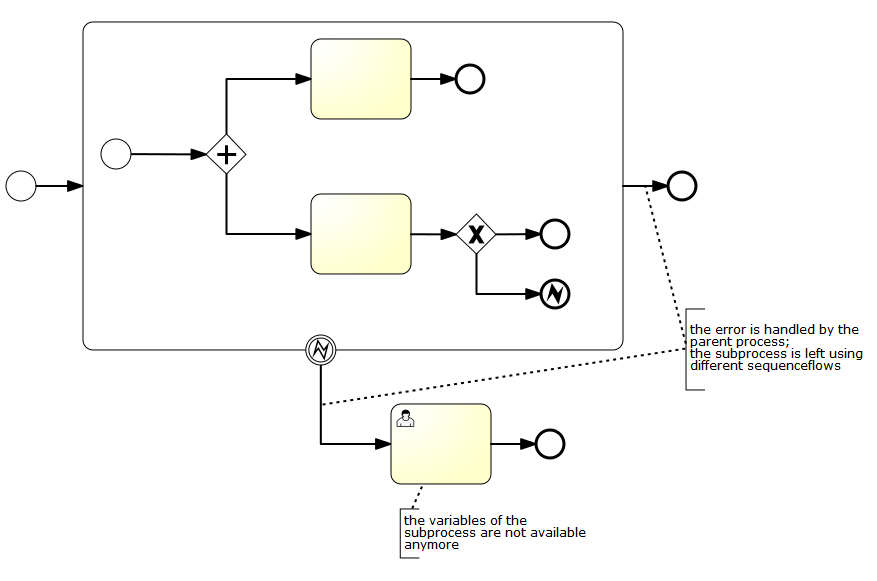 the error is handled by the
parent process;
the subprocess is left using
different sequenceflows
the variables of the
subprocess are not available
anymore